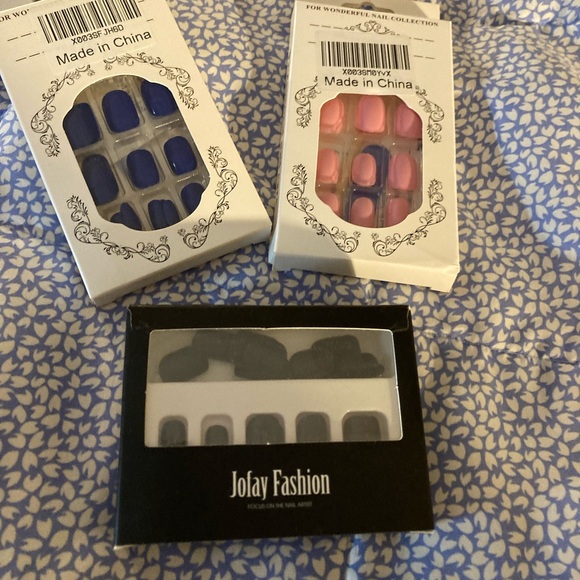 X003SFJH6D
Made in China
FOR WONDERFUL NAIL COLLECTION
X003SM0YVX
Made in China
Jofay Fashion
FOCUS ON THE NAIL ARTIST